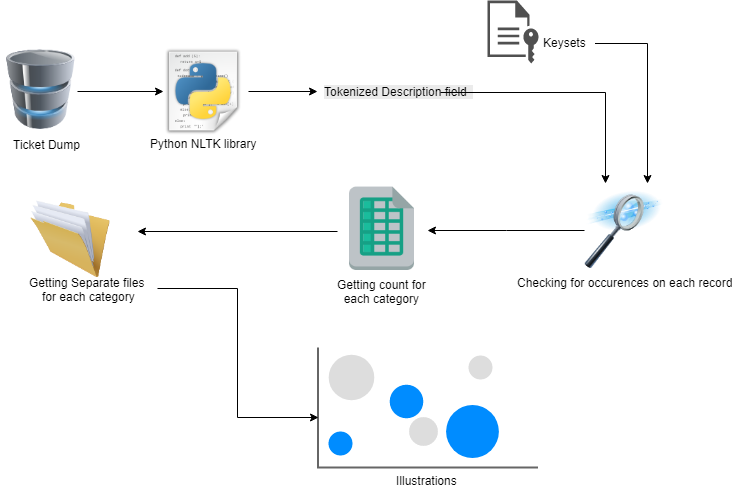 Keysets
Tokenized Description field
Ticket Dump
Python NLTK library
Getting Separate files
for each category
Getting count for
each category
Checking for occurences on each record
Illustrations